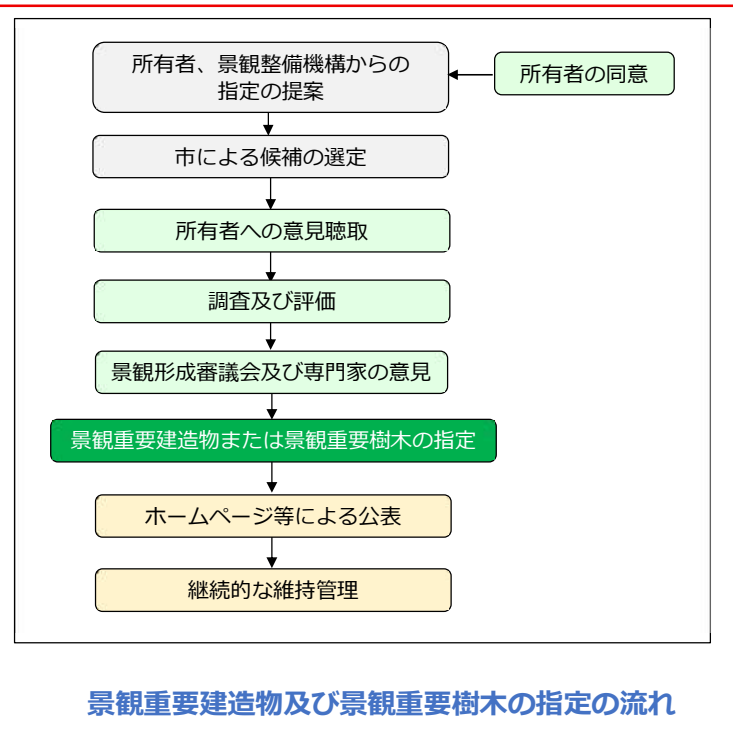 所有者、景観整備機構からの
指定の提案
所有者の同意
市による候補の選定
所有者への意見聴取
調査及び評価
景観形成審議会及び専門家の意見
景観重要建造物または景観重要樹木の指定
ホームページ等による公表
継続的な維持管理
景観重要建造物及び景観重要樹木の指定の流れ